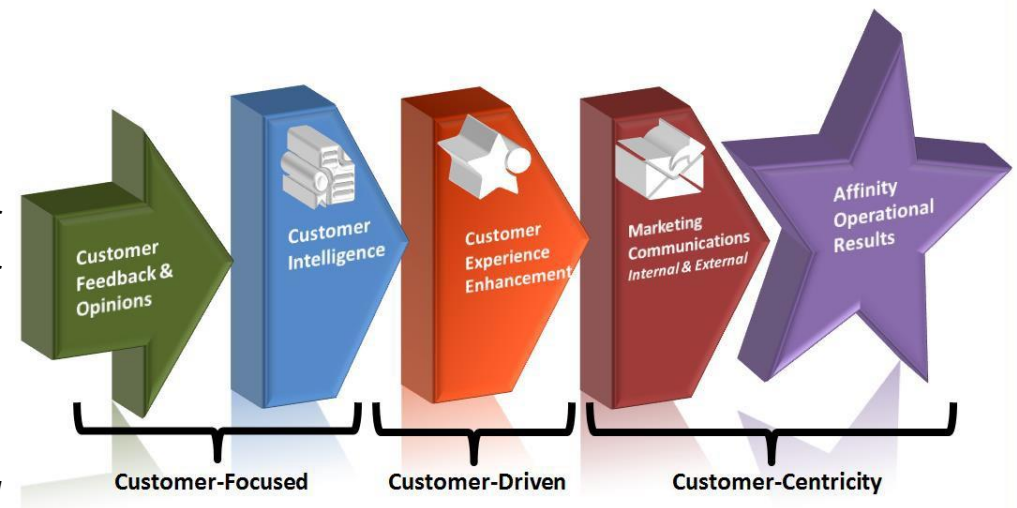 Customer
Feedback &
Opinions
Customer
Intelligence
Customer
Experience
Enhancement
Marketing
Communications
Internal & External
Affinity
Operational
Results
Customer-Focused
Customer-Driven
Customer-Centricity